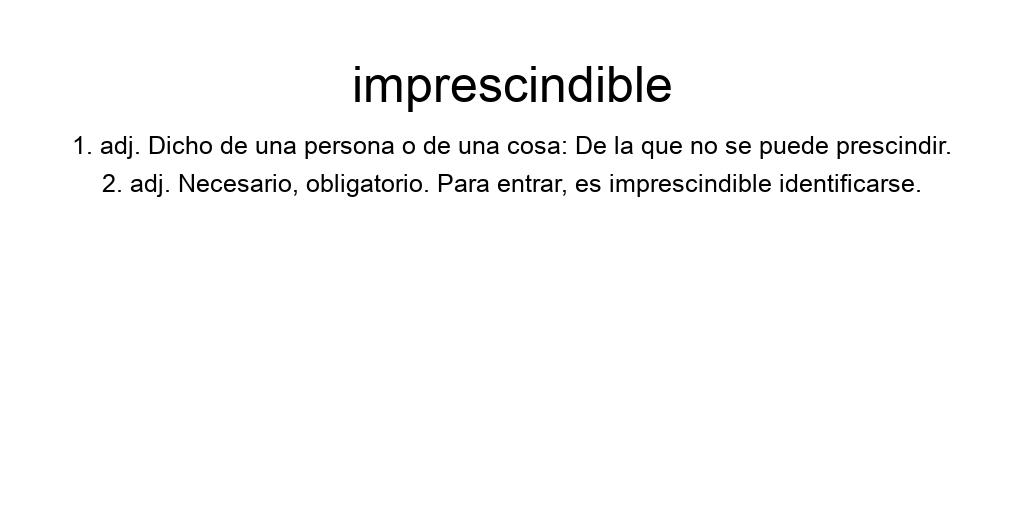 imprescindible
1. adj. Dicho de una persona o de una cosa: De la que no se puede prescindir.
2. adj. Necesario, obligatorio. Para entrar, es imprescindible identificarse.